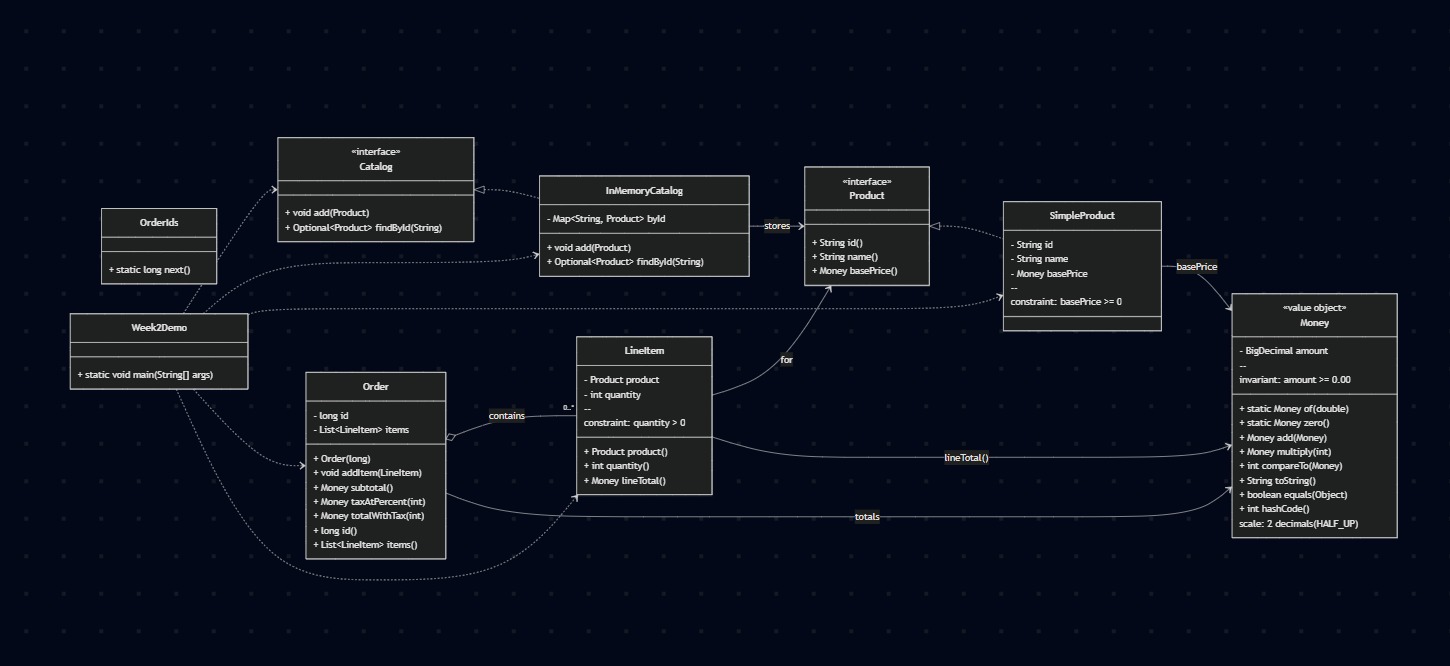 «interface»
Catalog
+ void add(Product)
+ Optional<Product> findById(String)
OrderIds
+ static long next()
InMemoryCatalog
- Map<String, Product> byId
+ void add(Product)
+ Optional<Product> findById(String)
stores
«interface»
Product
+ String id()
+ String name()
+ Money basePrice()
SimpleProduct
- String id
- String name
- Money basePrice
--
constraint: basePrice >= 0
basePrice
«value object»
Money
- BigDecimal amount
--
invariant: amount >= 0.00
+ static Money of(double)
+ static Money zero()
+ Money add(Money)
+ Money multiply(int)
+ int compareTo(Money)
+ String toString()
+ boolean equals(Object)
+ int hashCode()
scale: 2 decimals(HALF_UP)
Week2Demo
+ static void main(String[] args)
Order
- long id
- List<LineItem> items
+ Order(long)
+ void addItem(LineItem)
+ Money subtotal()
+ Money taxAtPercent(int)
+ Money totalWithTax(int)
+ long id()
+ List<LineItem> items()
contains
0..*
LineItem
- Product product
- int quantity
--
constraint: quantity > 0
+ Product product()
+ int quantity()
+ Money lineTotal()
for
lineTotal()
totals